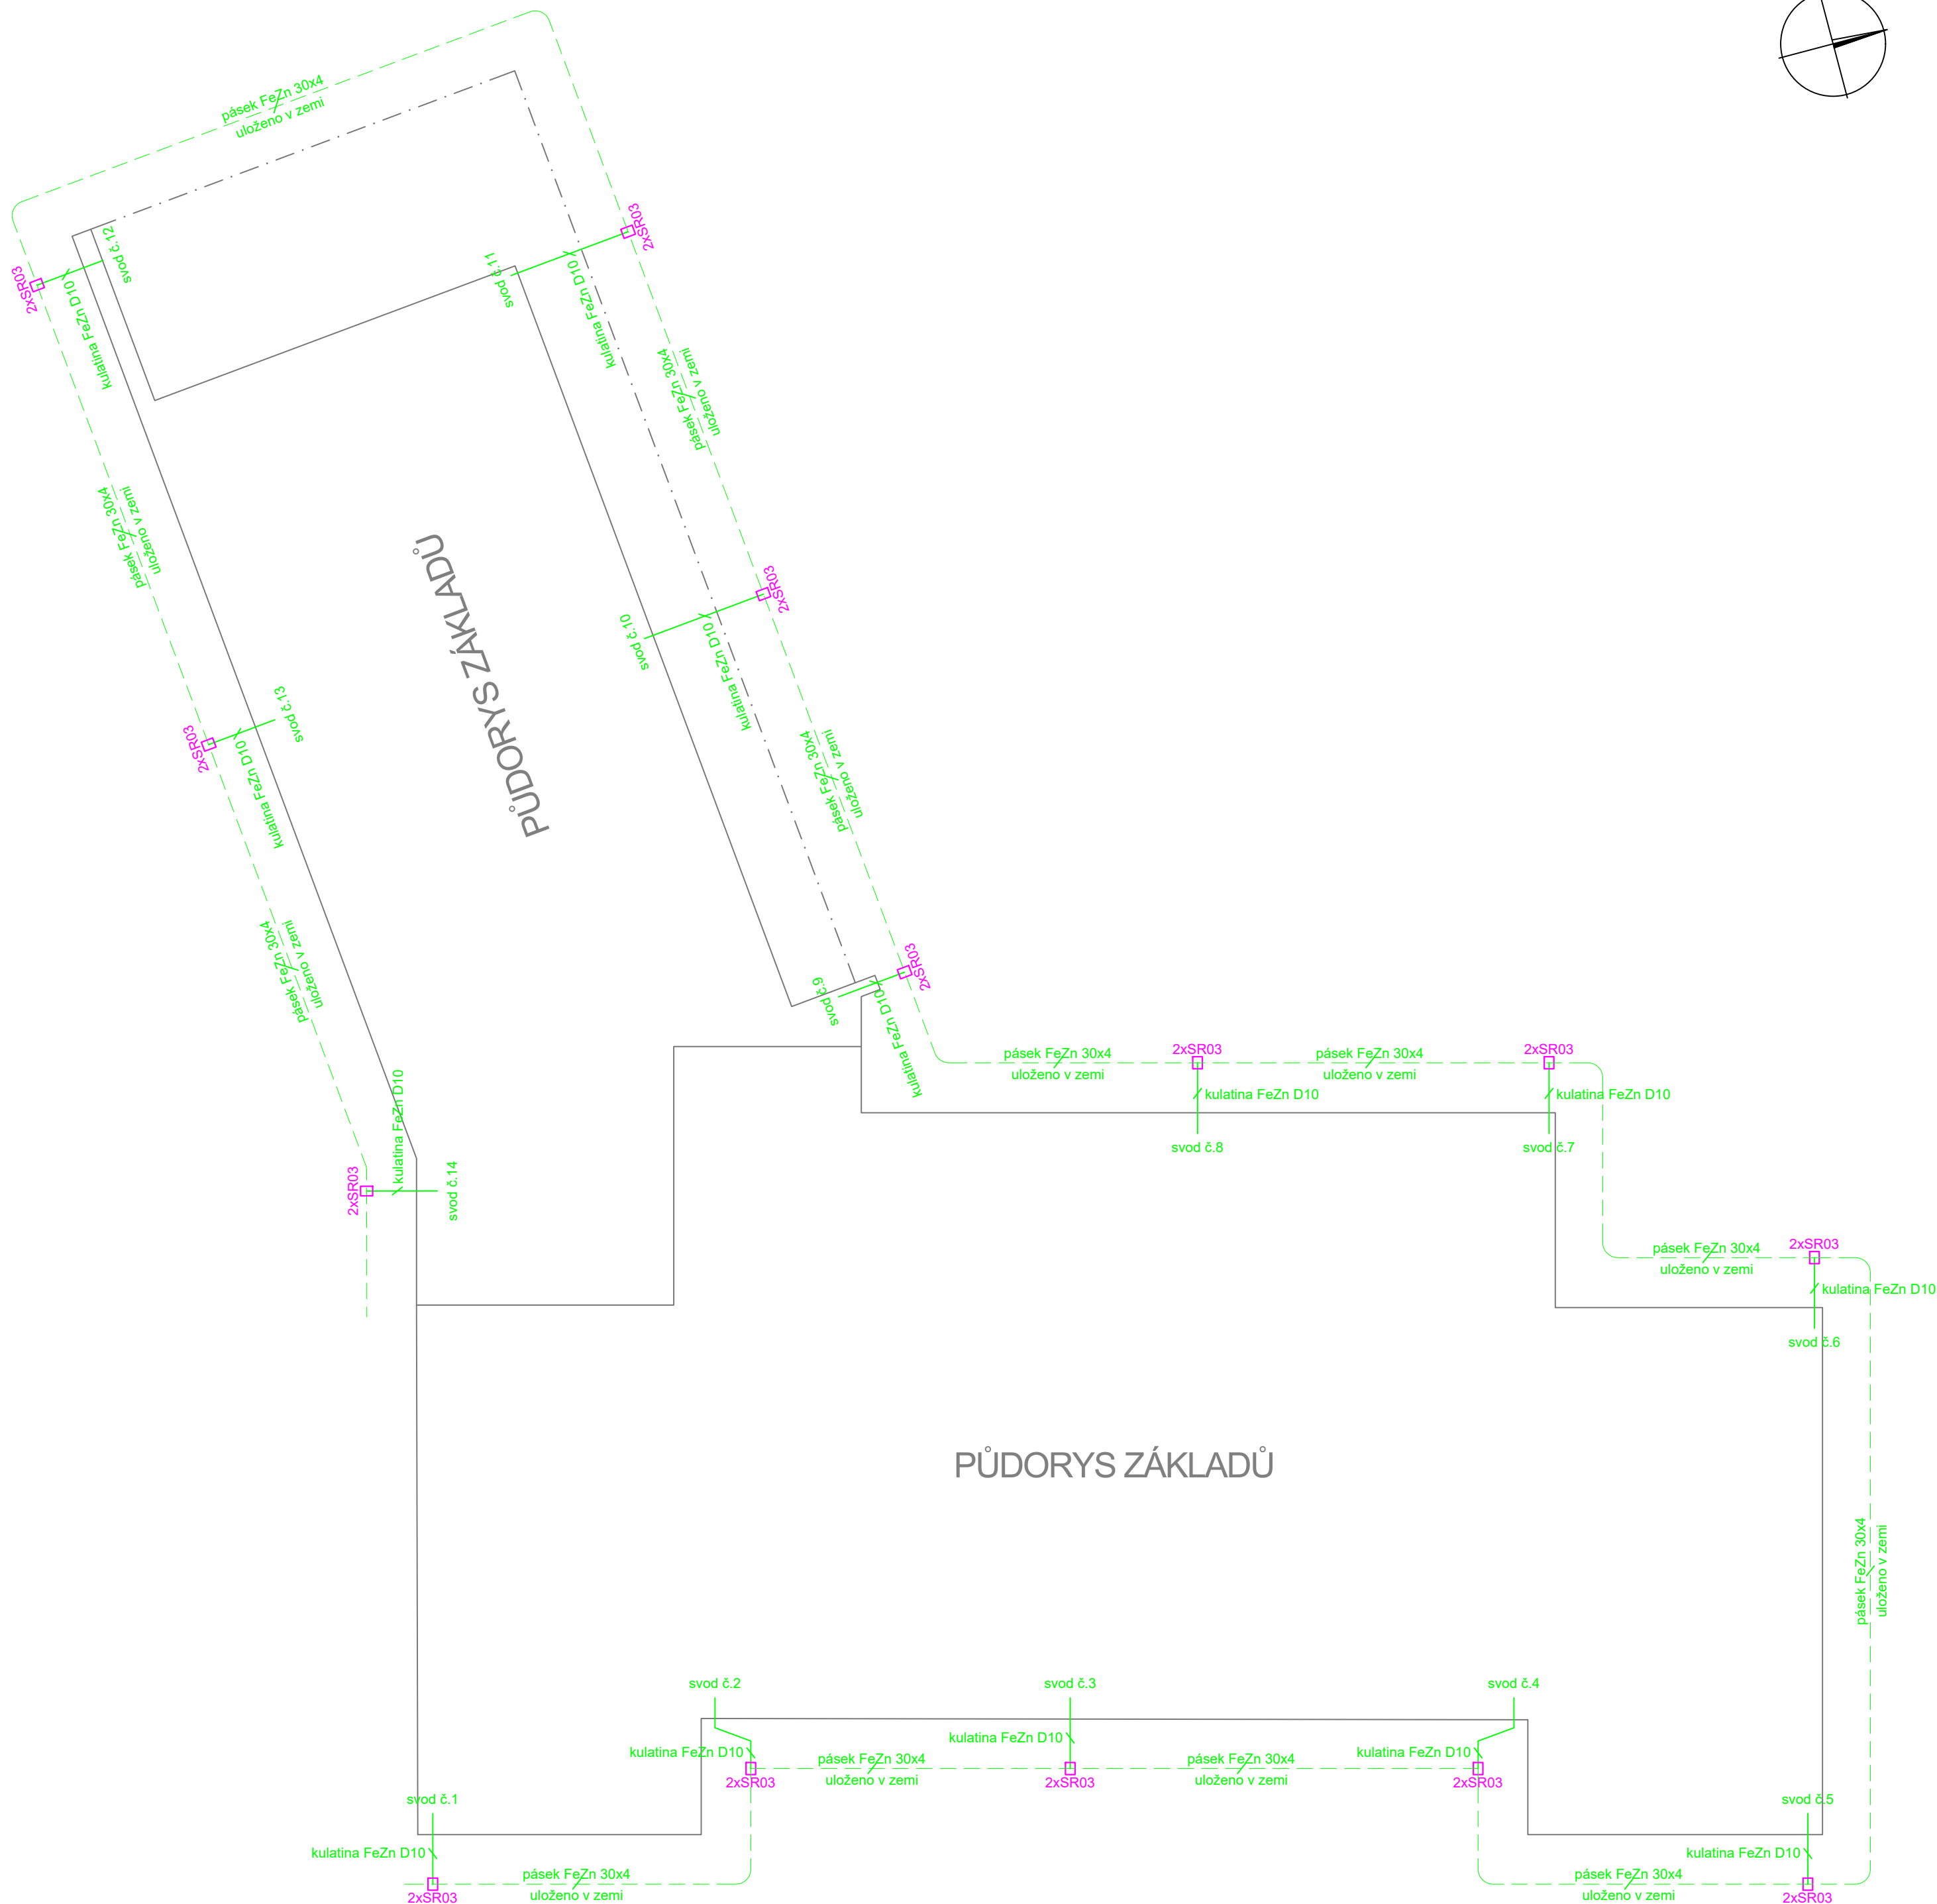 pásek FeZn 30x4
uloženo v zemi
2xSR03
svod č.12
kulatina FeZn D10
2xSR03
svod č.11
kulatina FeZn D10
pásek FeZn 30x4
uloženo v zemi
pásek FeZn 30x4
uloženo v zemi
PŮDORYS ZÁKLADŮ
2xSR03
svod č.10
kulatina FeZn D10
2xSR03
svod č.13
kulatina FeZn D10
pásek FeZn 30x4
uloženo v zemi
pásek FeZn 30x4
uloženo v zemi
2xSR03
svod č.9
kulatina FeZn D10
pásek FeZn 30x4
uloženo v zemi
2xSR03
kulatina FeZn D10
svod č.8
pásek FeZn 30x4
uloženo v zemi
2xSR03
kulatina FeZn D10
svod č.7
2xSR03
kulatina FeZn D10
svod č.14
pásek FeZn 30x4
uloženo v zemi
2xSR03
kulatina FeZn D10
svod č.6
PŮDORYS ZÁKLADŮ
pásek FeZn 30x4
uloženo v zemi
svod č.2
kulatina FeZn D10
2xSR03
pásek FeZn 30x4
uloženo v zemi
svod č.3
kulatina FeZn D10
2xSR03
pásek FeZn 30x4
uloženo v zemi
svod č.4
kulatina FeZn D10
2xSR03
svod č.1
kulatina FeZn D10
2xSR03
pásek FeZn 30x4
uloženo v zemi
pásek FeZn 30x4
uloženo v zemi
svod č.5
kulatina FeZn D10
2xSR03